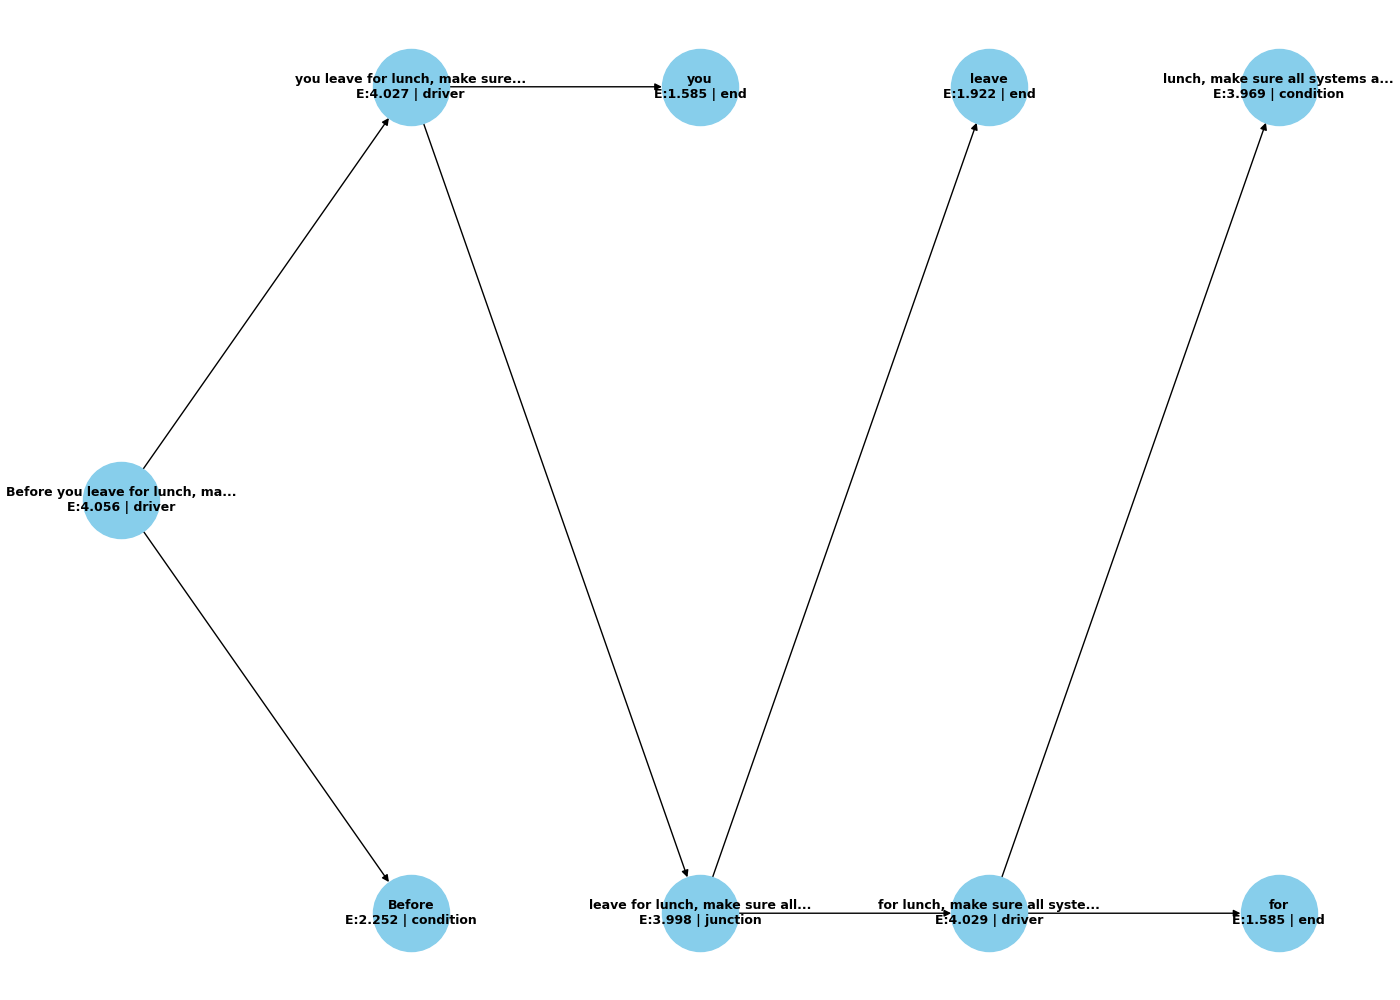 you leave for lunch, make sure...
E:4.027 | driver
you
E:1.585 | end
leave
E:1.922 | end
lunch, make sure all systems a...
E:3.969 | condition
Before you leave for lunch, ma...
E:4.056 | driver
Before
E:2.252 | condition
leave for lunch, make sure all...
E:3.998 | junction
for lunch, make sure all syste...
E:4.029 | driver
for
E:1.585 | end